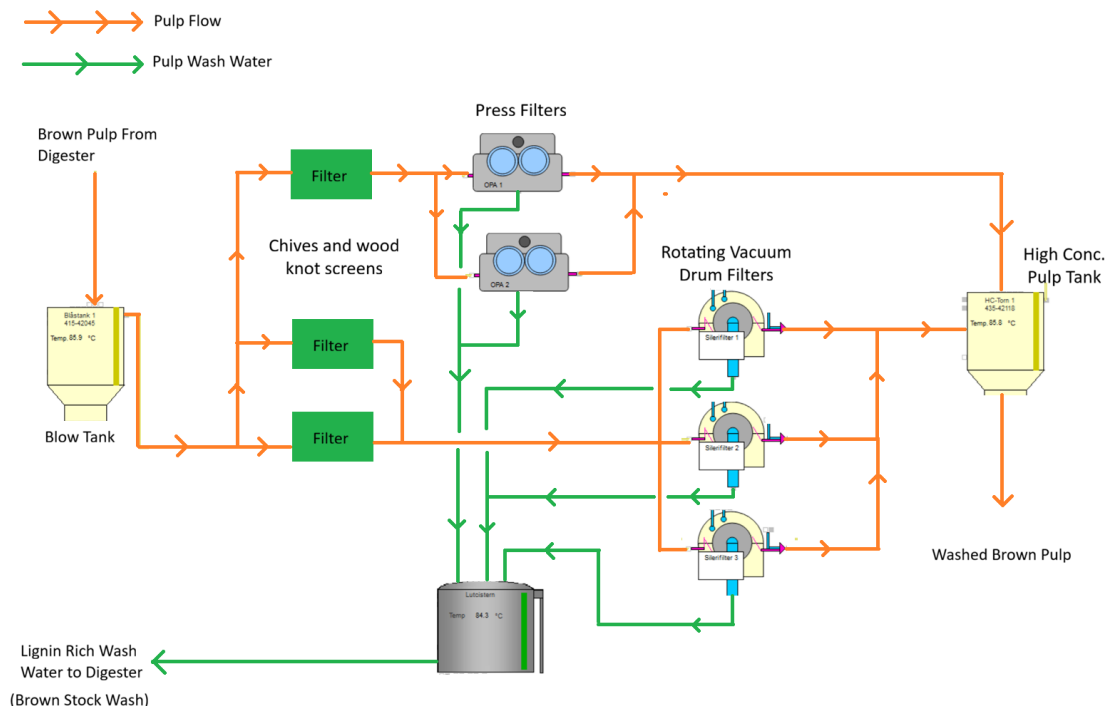 Pulp Flow
Pulp Wash Water
Press Filters
Brown Pulp From
Digester
Filter
OPA 1
Chives and wood
knot screens
OPA 2
Rotating Vacuum
Drum Filters
High Conc.
Pulp Tank
Blåstank 1
415-42045
Temp. 85.9 °C
Blow Tank
Filter
Filter
Silerifilter 1
Silerifilter 2
Silerifilter 3
HC-Torn 1
435-42118
Temp. 85.8 °C
Washed Brown Pulp
Lutcistern
Temp 84.3 °C
Lignin Rich Wash
Water to Digester
(Brown Stock Wash)